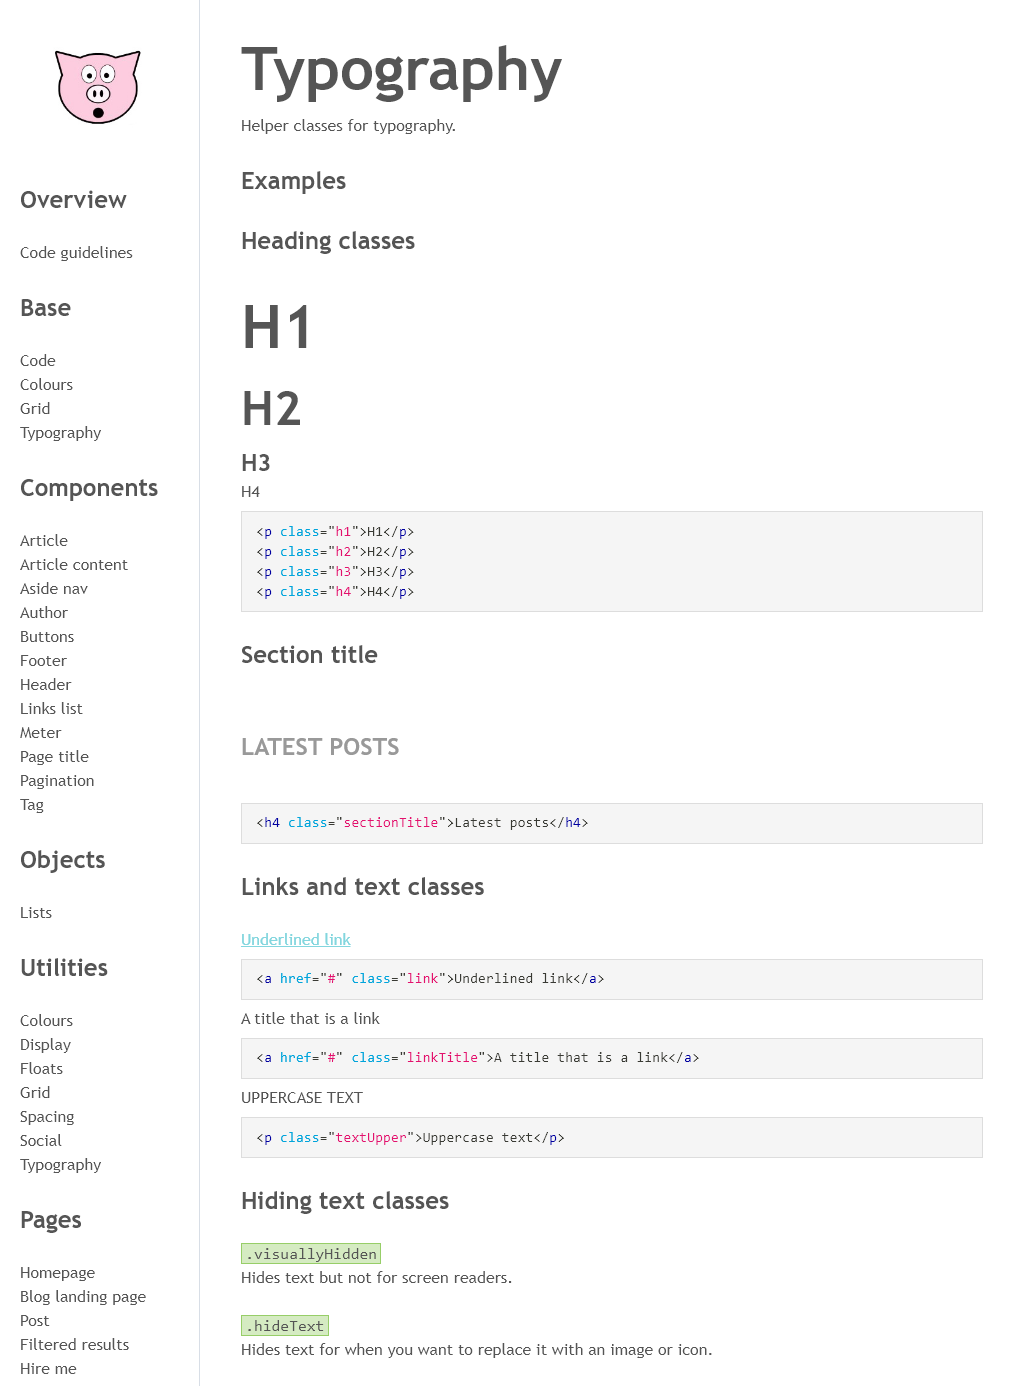 Overview
Code guidelines
Base
Code
Colours
Grid
Typography
Components
Article
Article content
Aside nav
Author
Buttons
Footer
Header
Links list
Meter
Page title
Pagination
Tag
Objects
Lists
Utilities
Colours
Display
Floats
Grid
Spacing
Social
Typography
Pages
Homepage
Blog landing page
Post
Filtered results
Hire me
Typography
Helper classes for typography.
Examples
Heading classes
H1
H2
H3
H4
<p class="h1">H1</p>
<p class="h2">H2</p>
<p class="h3">H3</p>
<p class="h4">H4</p>
Section title
LATEST POSTS
<h4 class="sectionTitle">Latest posts</h4>
Links and text classes
Underlined link
<a href="#" class="link">Underlined link</a>
A title that is a link
<a href="#" class="linkTitle">A title that is a link</a>
UPPERCASE TEXT
<p class="textUpper">Uppercase text</p>
Hiding text classes
.visuallyHidden
Hides text but not for screen readers.
.hideText
Hides text for when you want to replace it with an image or icon.